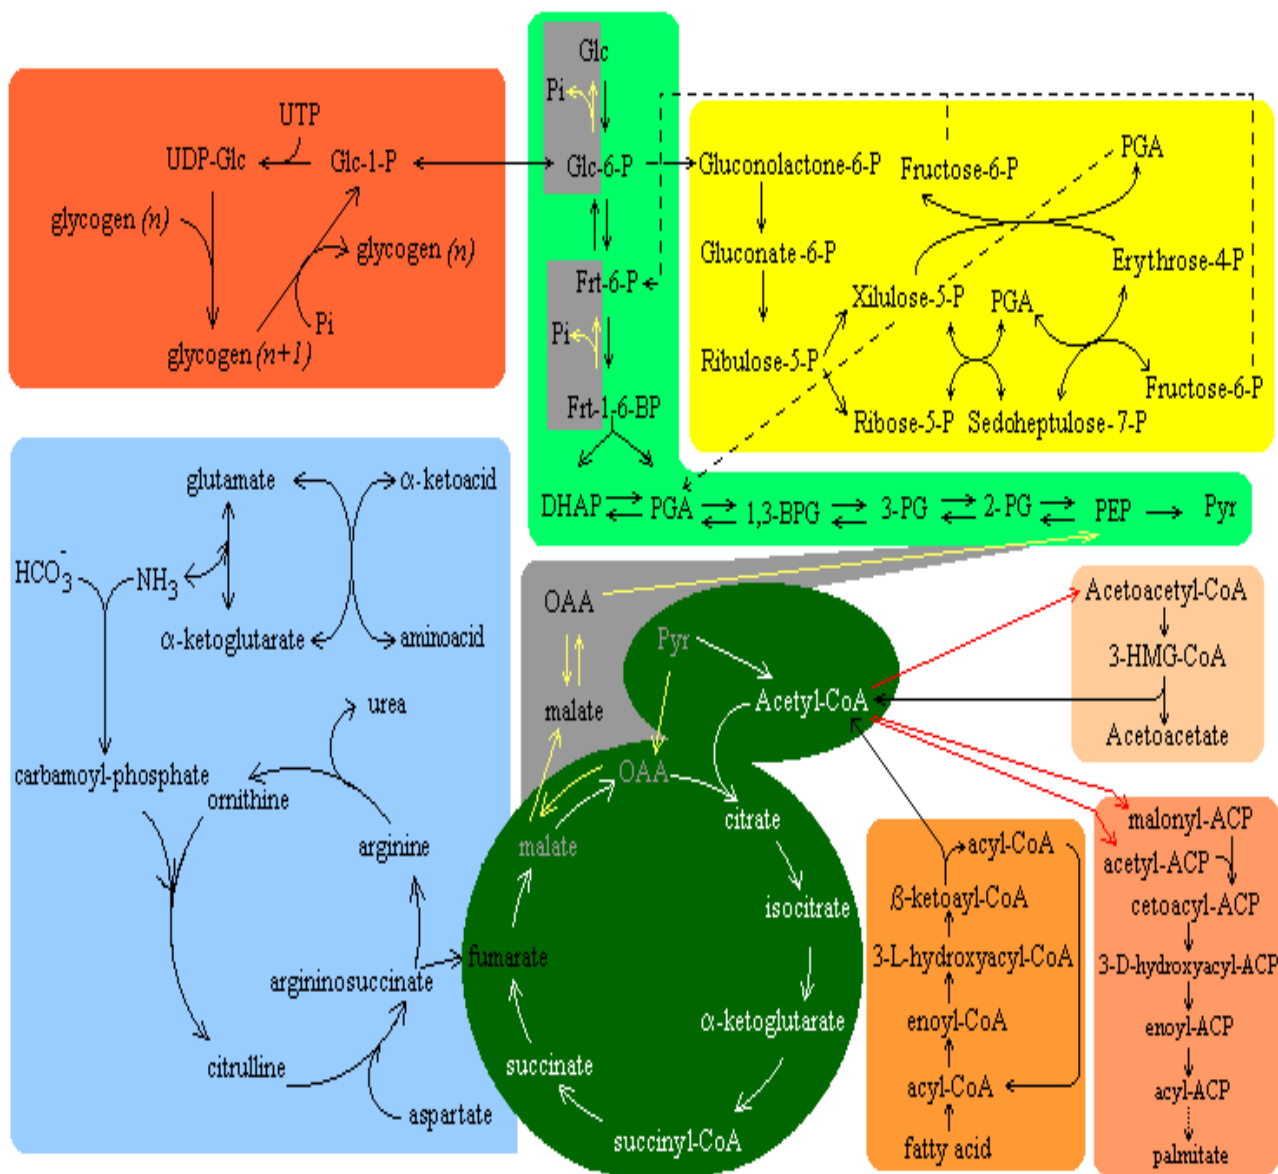 Glc
Pi
UTP
UDP-Glc
Glc-1-P
Glc-6-P
glycogen (n)
glycogen (n)
Pi
glycogen (n+1)
Frt-6-P
Pi
Frt-1-6-BP
DHAP
PGA
1,3-BPG
3-PG
2-PG
PEP
Pyr
Gluconolactone-6-P
Fructose-6-P
PGA
Gluconate-6-P
Erythrose-4-P
Xilulose-5-P
PGA
Ribulose-5-P
Fructose-6-P
Ribose-5-P
Sedoheptulose-7-P
glutamate
α-ketoacid
HCO3-
NH3
α-ketoglutarate
aminoacid
urea
carbamoyl-phosphate
ornithine
arginine
argininosuccinate
citrulline
aspartate
OAA
malate
Pyr
Acetyl-CoA
OAA
citrate
malate
isocitrate
fumarate
α-ketoglutarate
succinate
succinyl-CoA
Acetoacetyl-CoA
3-HMG-CoA
Acetoacetate
acyl-CoA
ß-ketoayl-CoA
3-L-hydroxyacyl-CoA
enoyl-CoA
acyl-CoA
fatty acid
malonyl-ACP
acetyl-ACP
cetoacyl-ACP
3-D-hydroxyacyl-ACP
enoyl-ACP
acyl-ACP
palmitate